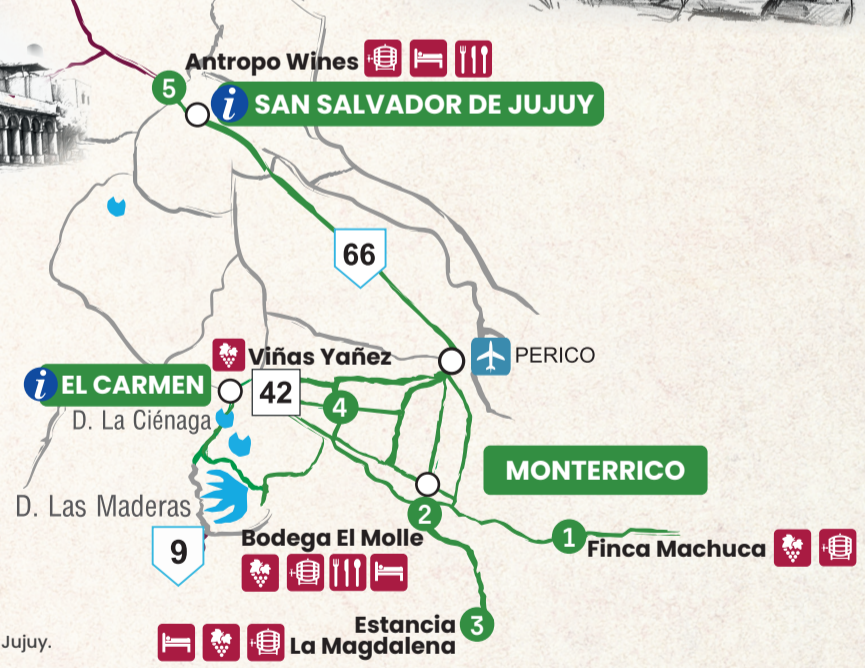 Antropo Wines
5
i SAN SALVADOR DE JUJUY
66
PERICO
Viñas Yañez
i EL CARMEN
42
4
D. La Ciénaga
MONTERRICO
D. Las Maderas
2
9
Bodega El Molle
1
Finca Machuca
Estancia
La Magdalena
3
Jujuy.